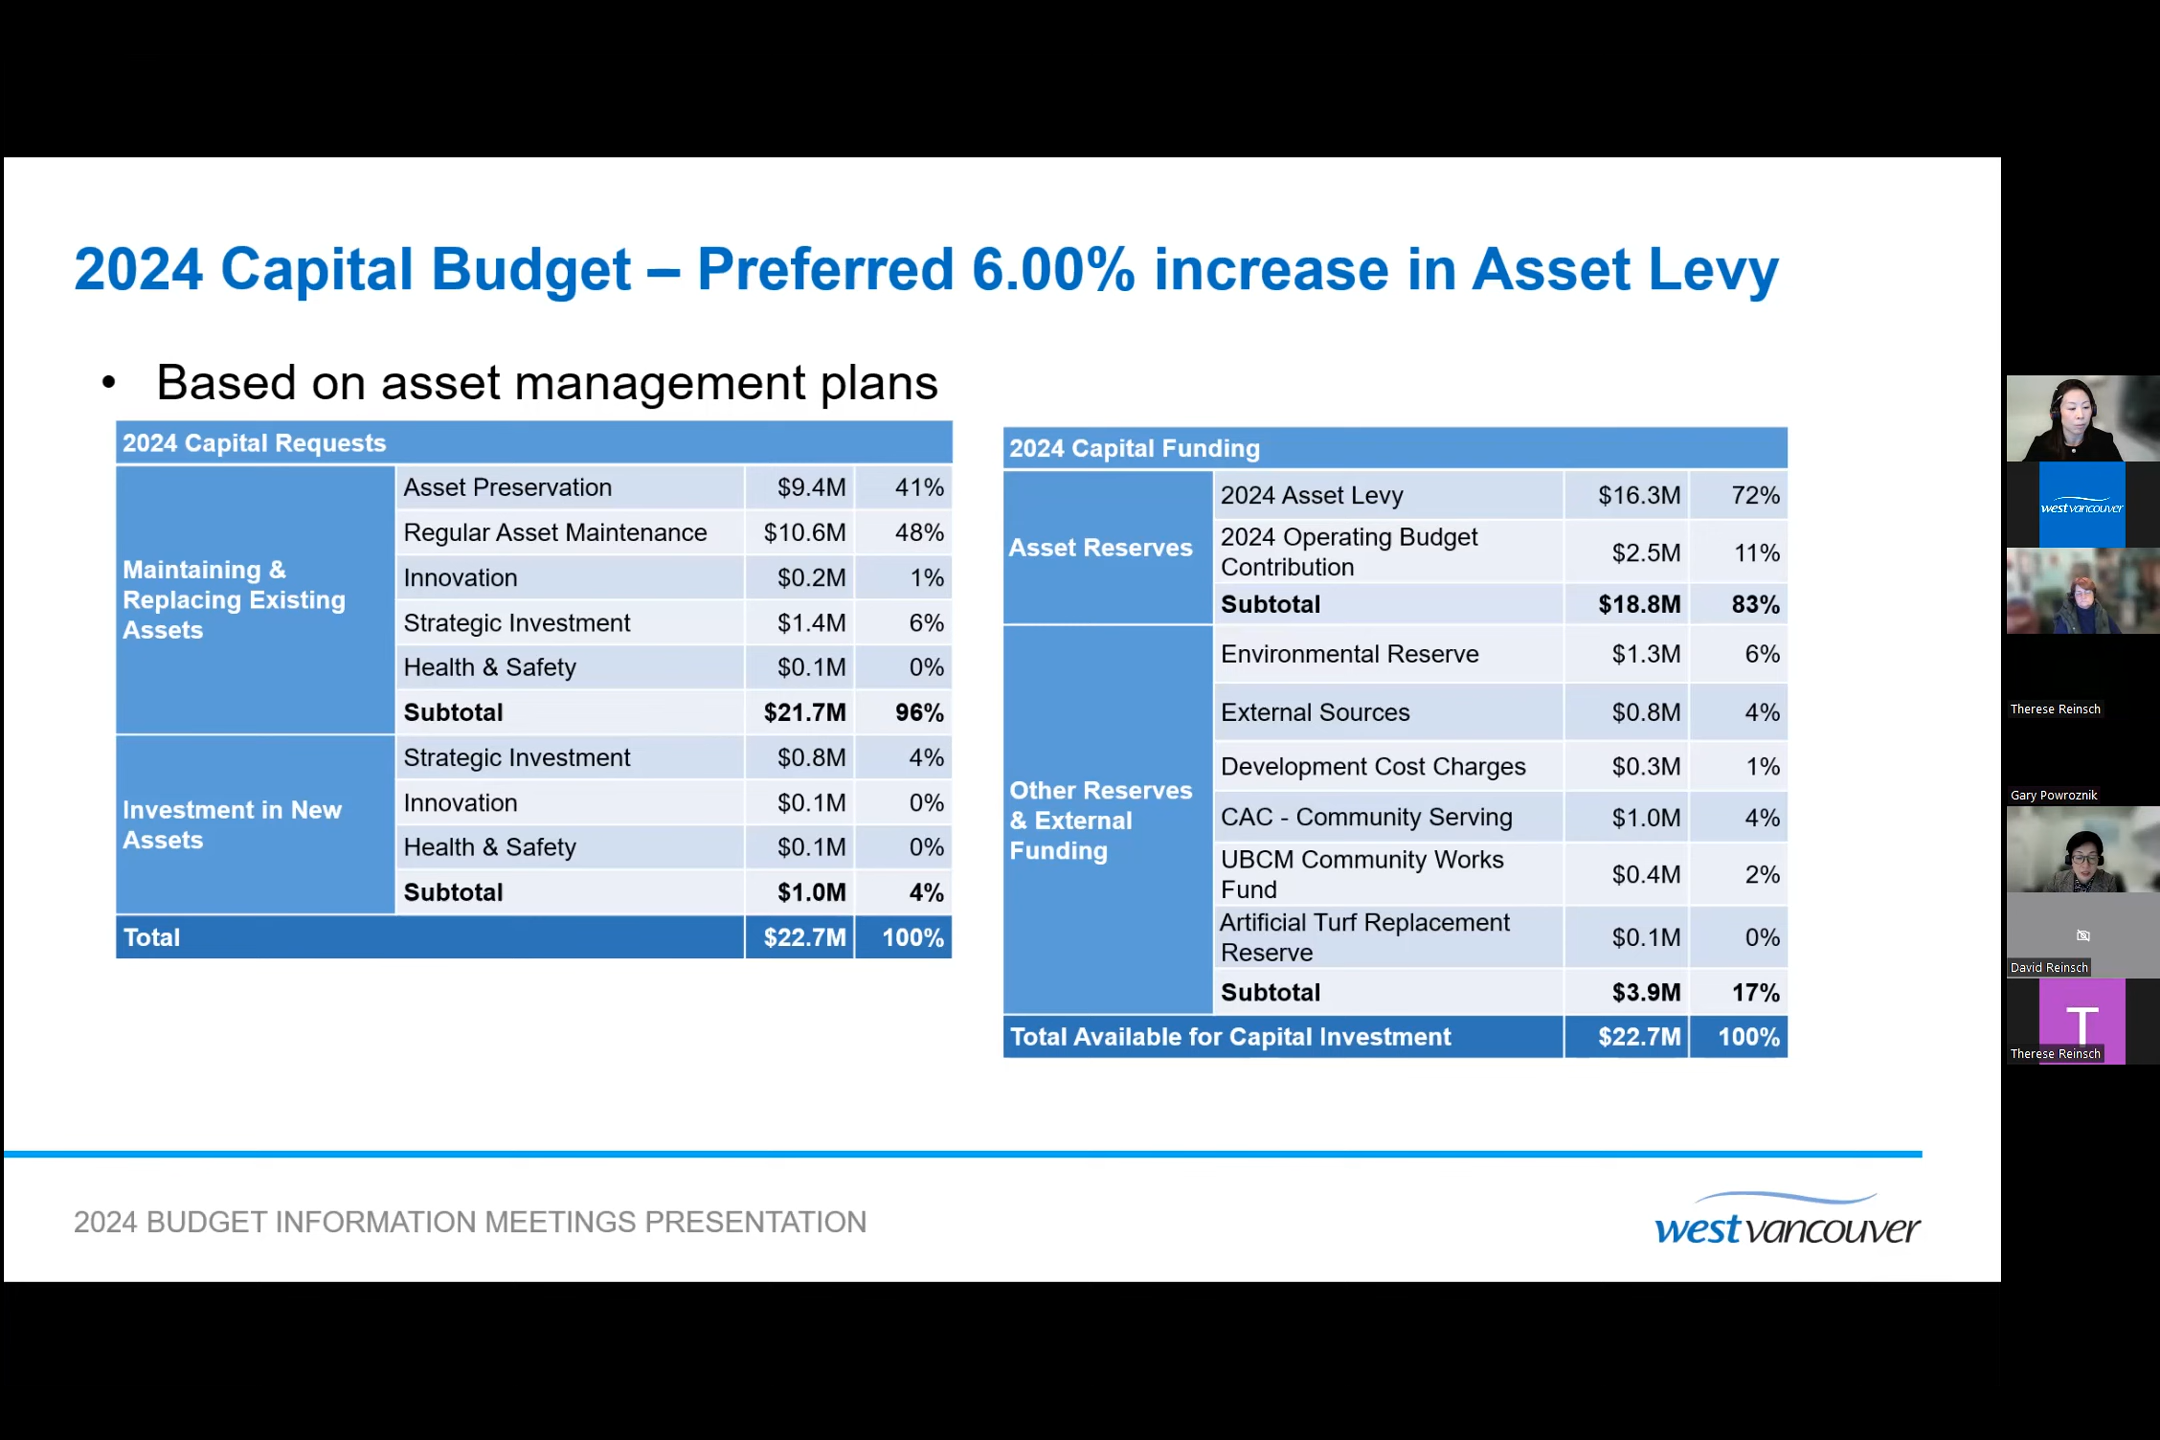 2024 Capital Budget – Preferred 6.00% increase in Asset Levy
• Based on asset management plans
2024 Capital Requests
Maintaining &
Replacing Existing
Assets
Asset Preservation $9.4M 41%
Regular Asset Maintenance $10.6M 48%
Innovation $0.2M 1%
Strategic Investment $1.4M 6%
Health & Safety $0.1M 0%
Subtotal $21.7M 96%
Investment in New
Assets
Strategic Investment $0.8M 4%
Innovation $0.1M 0%
Health & Safety $0.1M 0%
Subtotal $1.0M 4%
Total $22.7M 100%
2024 Capital Funding
Asset Reserves
2024 Asset Levy $16.3M 72%
2024 Operating Budget
Contribution $2.5M 11%
Subtotal $18.8M 83%
Other Reserves
& External
Funding
Environmental Reserve $1.3M 6%
External Sources $0.8M 4%
Development Cost Charges $0.3M 1%
CAC - Community Serving $1.0M 4%
UBCM Community Works
Fund $0.4M 2%
Artificial Turf Replacement
Reserve $0.1M 0%
Subtotal $3.9M 17%
Total Available for Capital Investment $22.7M 100%
2024 BUDGET INFORMATION MEETINGS PRESENTATION
westvancouver
westvancouver
Therese Reinsch
Gary Powroznik
David Reinsch
T
Therese Reinsch